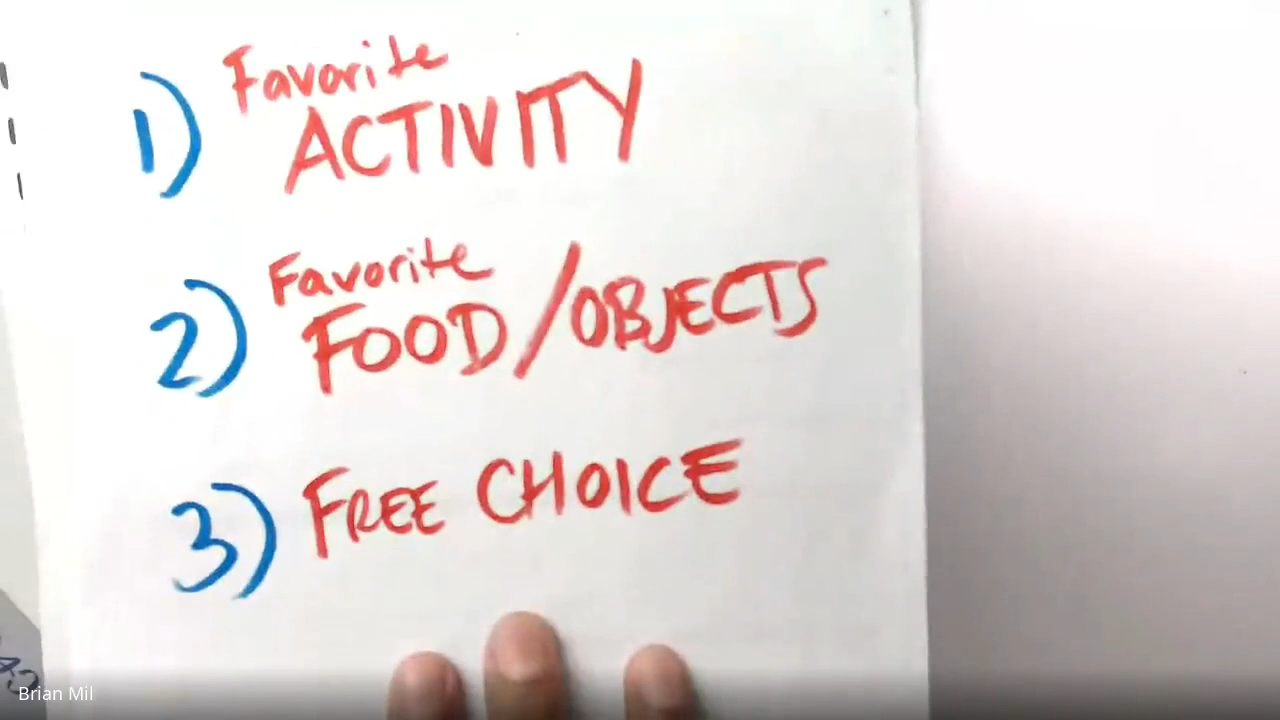 1) Favorite
ACTIVITY
2) Favorite
FOOD/OBJECTS
3) FREE CHOICE
Brian Mil